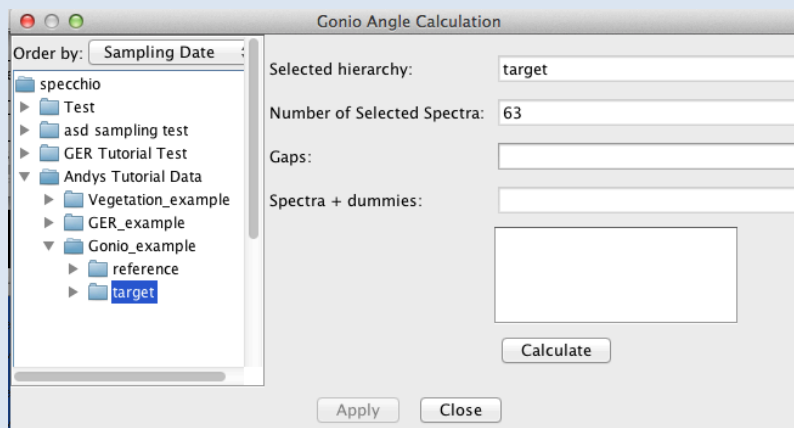 Gonio Angle Calculation
Order by: Sampling Date
specchio
Test
asd sampling test
GER Tutorial Test
Andys Tutorial Data
Vegetation_example
GER_example
Gonio_example
reference
target
Selected hierarchy: target
Number of Selected Spectra: 63
Gaps:
Spectra + dummies:
Calculate
Apply
Close